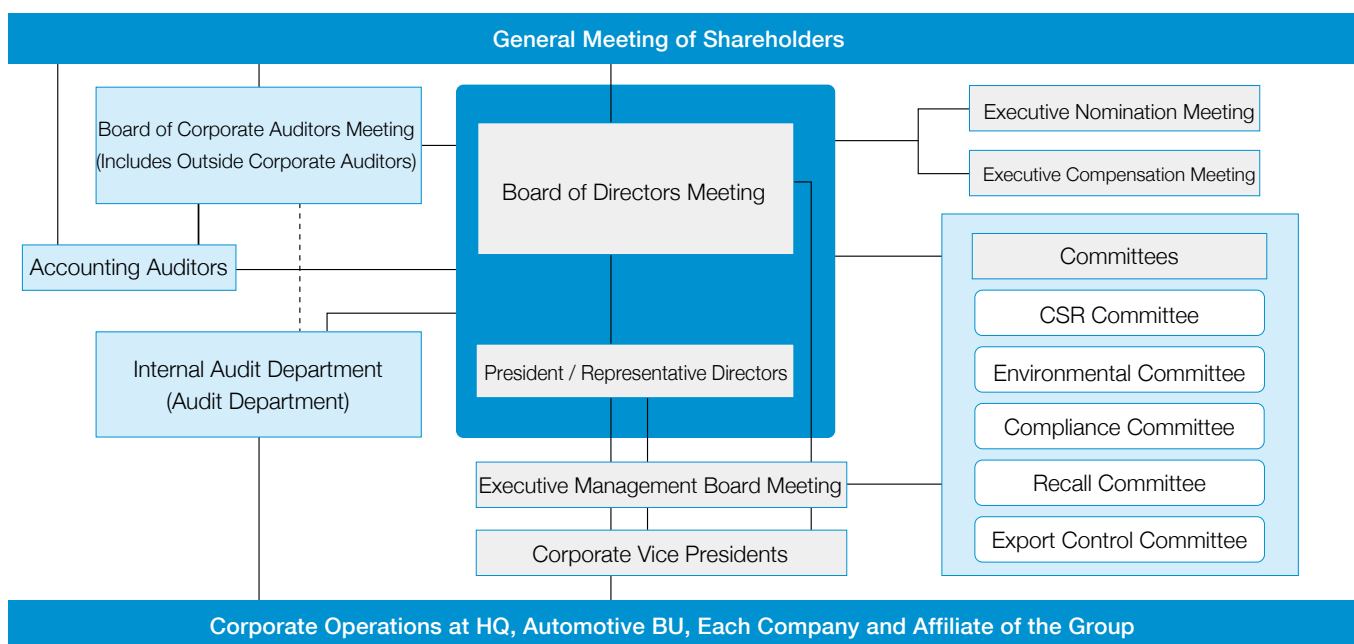 General Meeting of Shareholders
Board of Corporate Auditors Meeting
(Includes Outside Corporate Auditors)
Accounting Auditors
Internal Audit Department
(Audit Department)
Board of Directors Meeting
President / Representative Directors
Executive Management Board Meeting
Corporate Vice Presidents
Executive Nomination Meeting
Executive Compensation Meeting
Committees
CSR Committee
Environmental Committee
Compliance Committee
Recall Committee
Export Control Committee
Corporate Operations at HQ, Automotive BU, Each Company and Affiliate of the Group